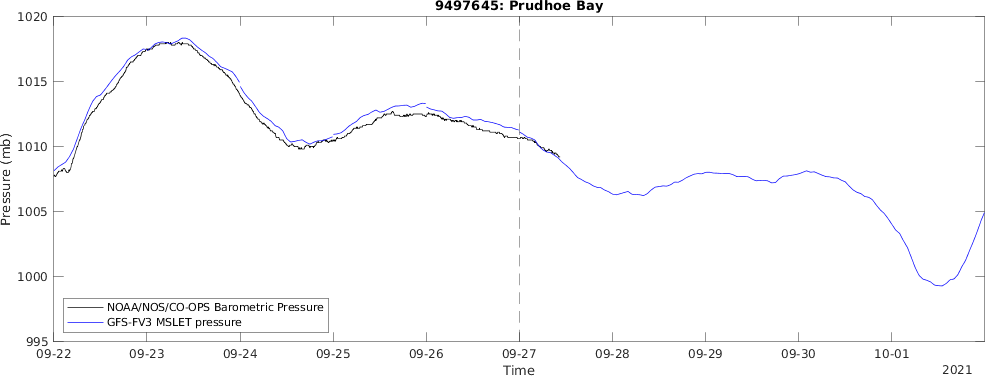 9497645: Prudhoe Bay
1020
1015
1010
1005
1000
995
Pressure (mb)
NOAA/NOS/CO-OPS Barometric Pressure
GFS-FV3 MSLET pressure
09-22 09-23 09-24 09-25 09-26 09-27 09-28 09-29 09-30 10-01
Time
2021